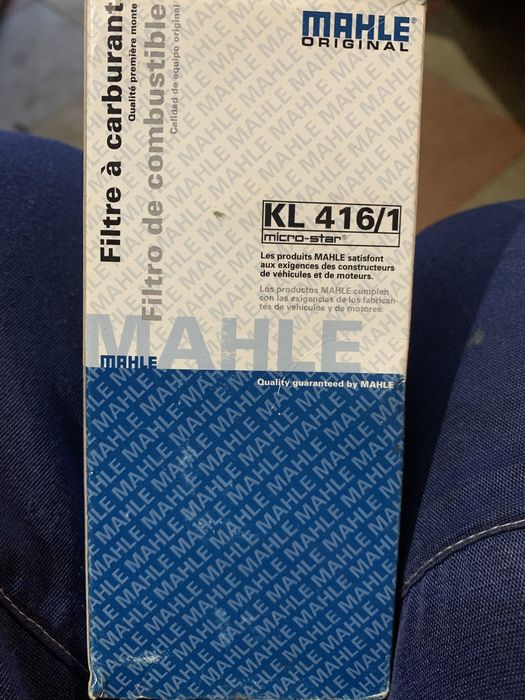 MAHLE®
ORIGINAL
Filtre à carburant
Qualité première monte
Filtro de combustible
Calidad de equipo original
KL 416/1
micro-star®
Les produits MAHLE satisfont
aux exigences des constructeurs
de véhicules et de moteurs.
Los productos MAHLE cumplen
con las exigencias de los fabrican-
tes de vehículos y de motores.
MAHLE
MAHLE
Quality guaranteed by MAHLE